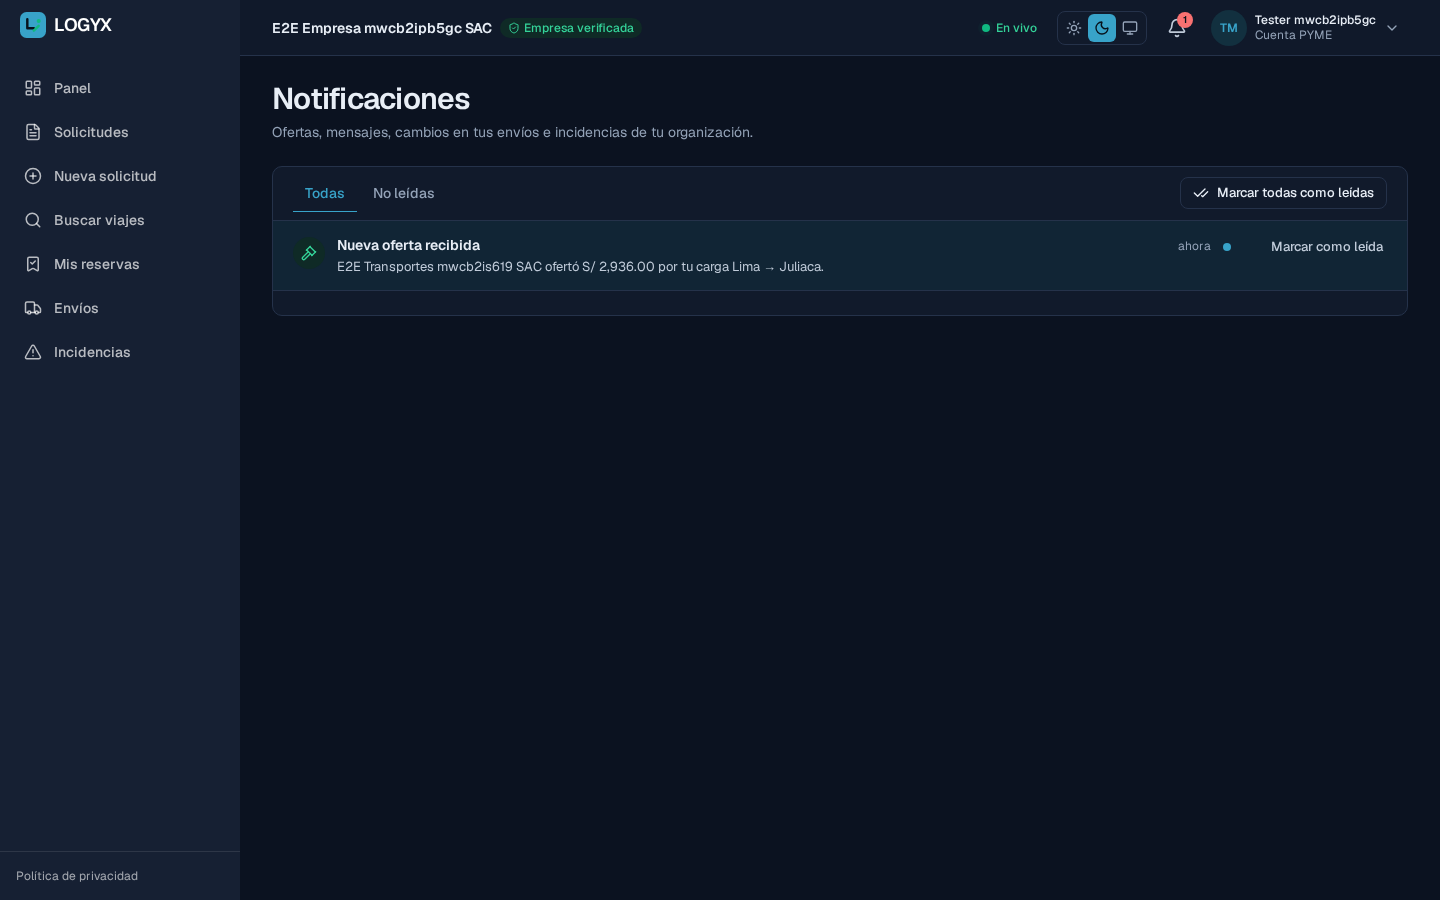 LOGYX
Panel
Solicitudes
Nueva solicitud
Buscar viajes
Mis reservas
Envíos
Incidencias
Política de privacidad
E2E Empresa mwcb2ipb5gc SAC
Empresa verificada
En vivo
1
TM
Tester mwcb2ipb5gc
Cuenta PYME
Notificaciones
Ofertas, mensajes, cambios en tus envíos e incidencias de tu organización.
Todas
No leídas
Marcar todas como leídas
Nueva oferta recibida
ahora
Marcar como leída
E2E Transportes mwcb2is619 SAC ofertó S/ 2,936.00 por tu carga Lima → Juliaca.